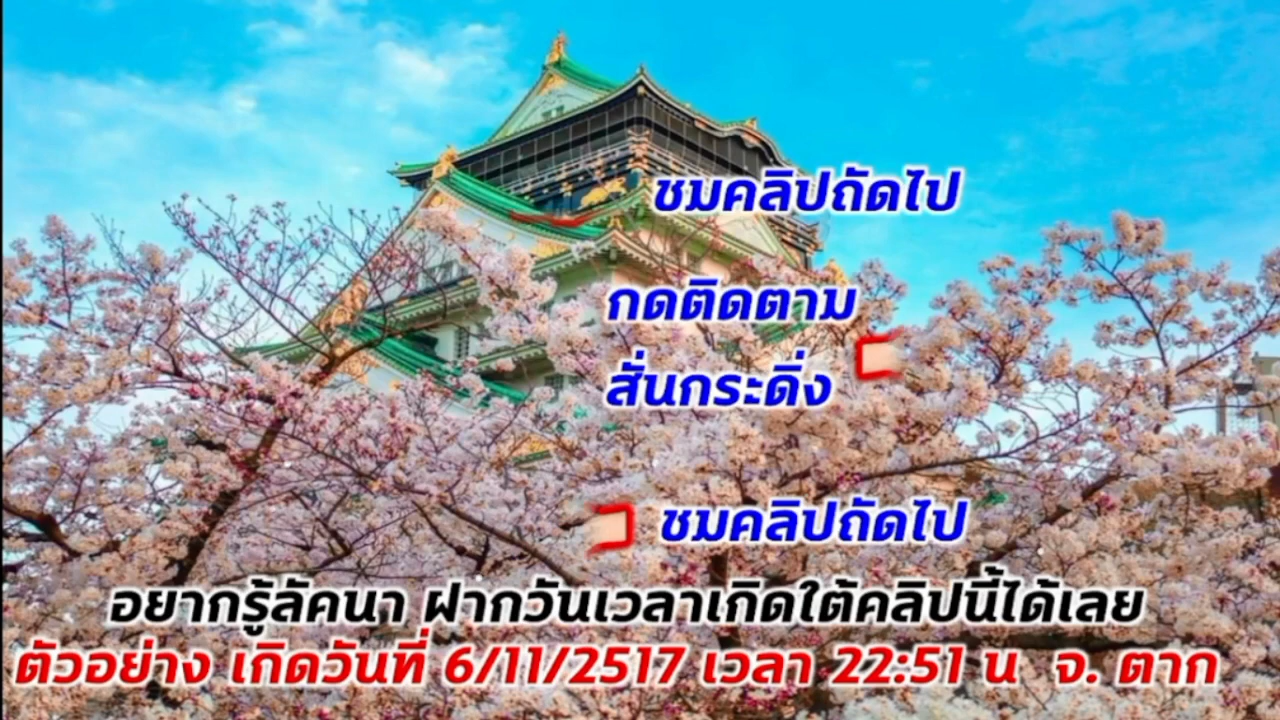 ชมคลิปถัดไป
กดติดตาม
สั่นกระดิ่ง
ชมคลิปถัดไป
อยากรู้ลัคนา ฝากวันเวลาเกิดใต้คลิปนี้ได้เลย
ตัวอย่าง เกิดวันที่ 6/11/2517 เวลา 22:51 น จ. ตาก